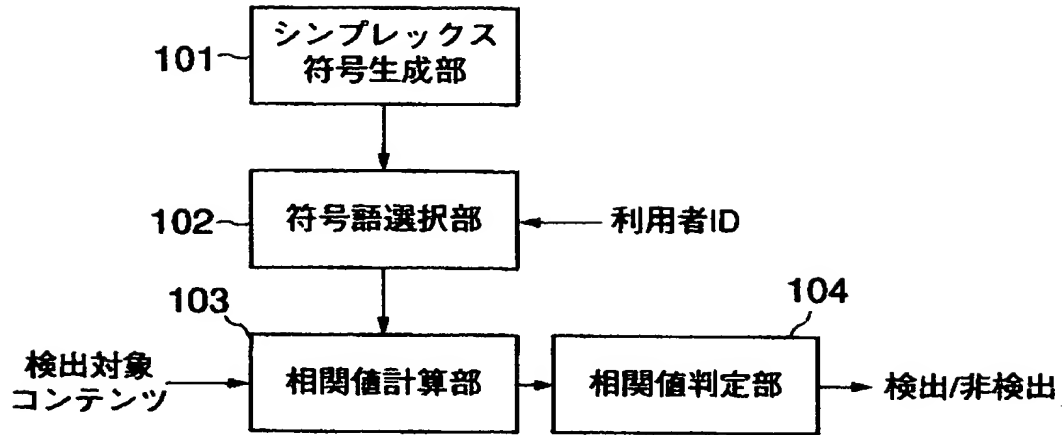 シンプレックス
符号生成部
101
102
符号語選択部
利用者ID
103
104
検出対象
コンテンツ
相関値計算部
相関値判定部
検出/非検出